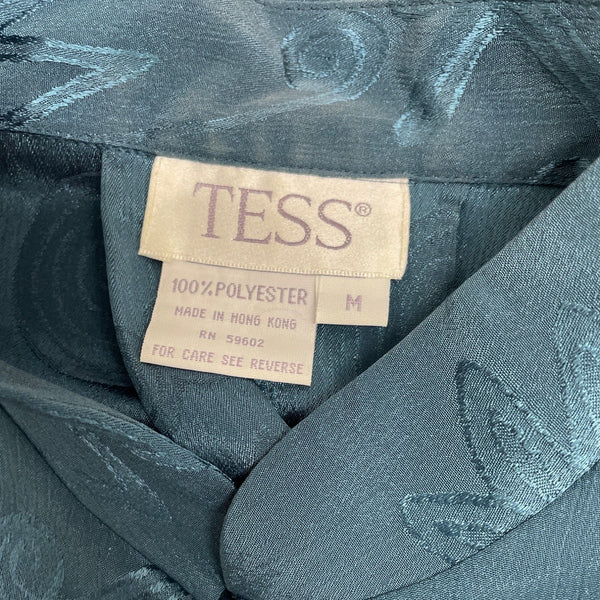 TESS®
100% POLYESTER M
MADE IN HONG KONG
RN 59602
FOR CARE SEE REVERSE